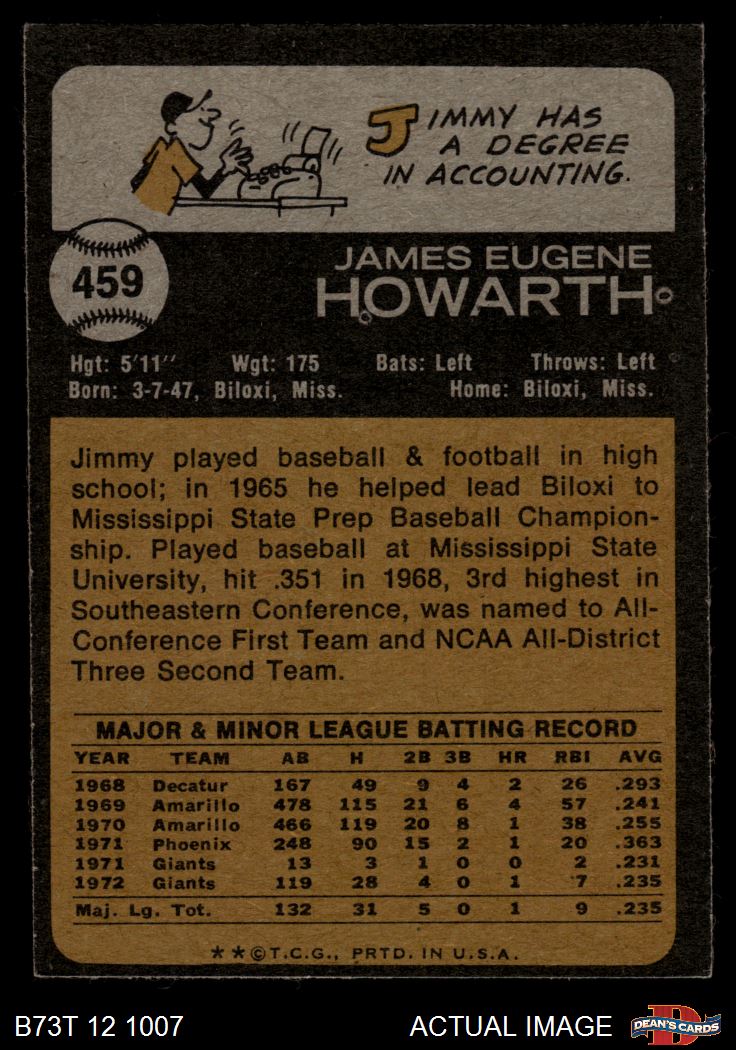 JIMMY HAS
A DEGREE
IN ACCOUNTING.
459
JAMES EUGENE
HOWARTH
Hgt: 5'11'' Wgt: 175 Bats: Left Throws: Left
Born: 3-7-47, Biloxi, Miss. Home: Biloxi, Miss.
Jimmy played baseball & football in high
school; in 1965 he helped lead Biloxi to
Mississippi State Prep Baseball Champion-
ship. Played baseball at Mississippi State
University, hit .351 in 1968, 3rd highest in
Southeastern Conference, was named to All-
Conference First Team and NCAA All-District
Three Second Team.
MAJOR & MINOR LEAGUE BATTING RECORD
YEAR TEAM AB H 2B 3B HR RBI AVG
1968 Decatur 167 49 9 4 2 26 .293
1969 Amarillo 478 115 21 6 4 57 .241
1970 Amarillo 466 119 20 8 1 38 .255
1971 Phoenix 248 90 15 2 1 20 .363
1971 Giants 13 3 1 0 0 2 .231
1972 Giants 119 28 4 0 1 7 .235
Maj. Lg. Tot. 132 31 5 0 1 9 .235
**©T.C.G., PRTD. IN U.S.A.
B73T 12 1007 ACTUAL IMAGE DEAN'S CARDS